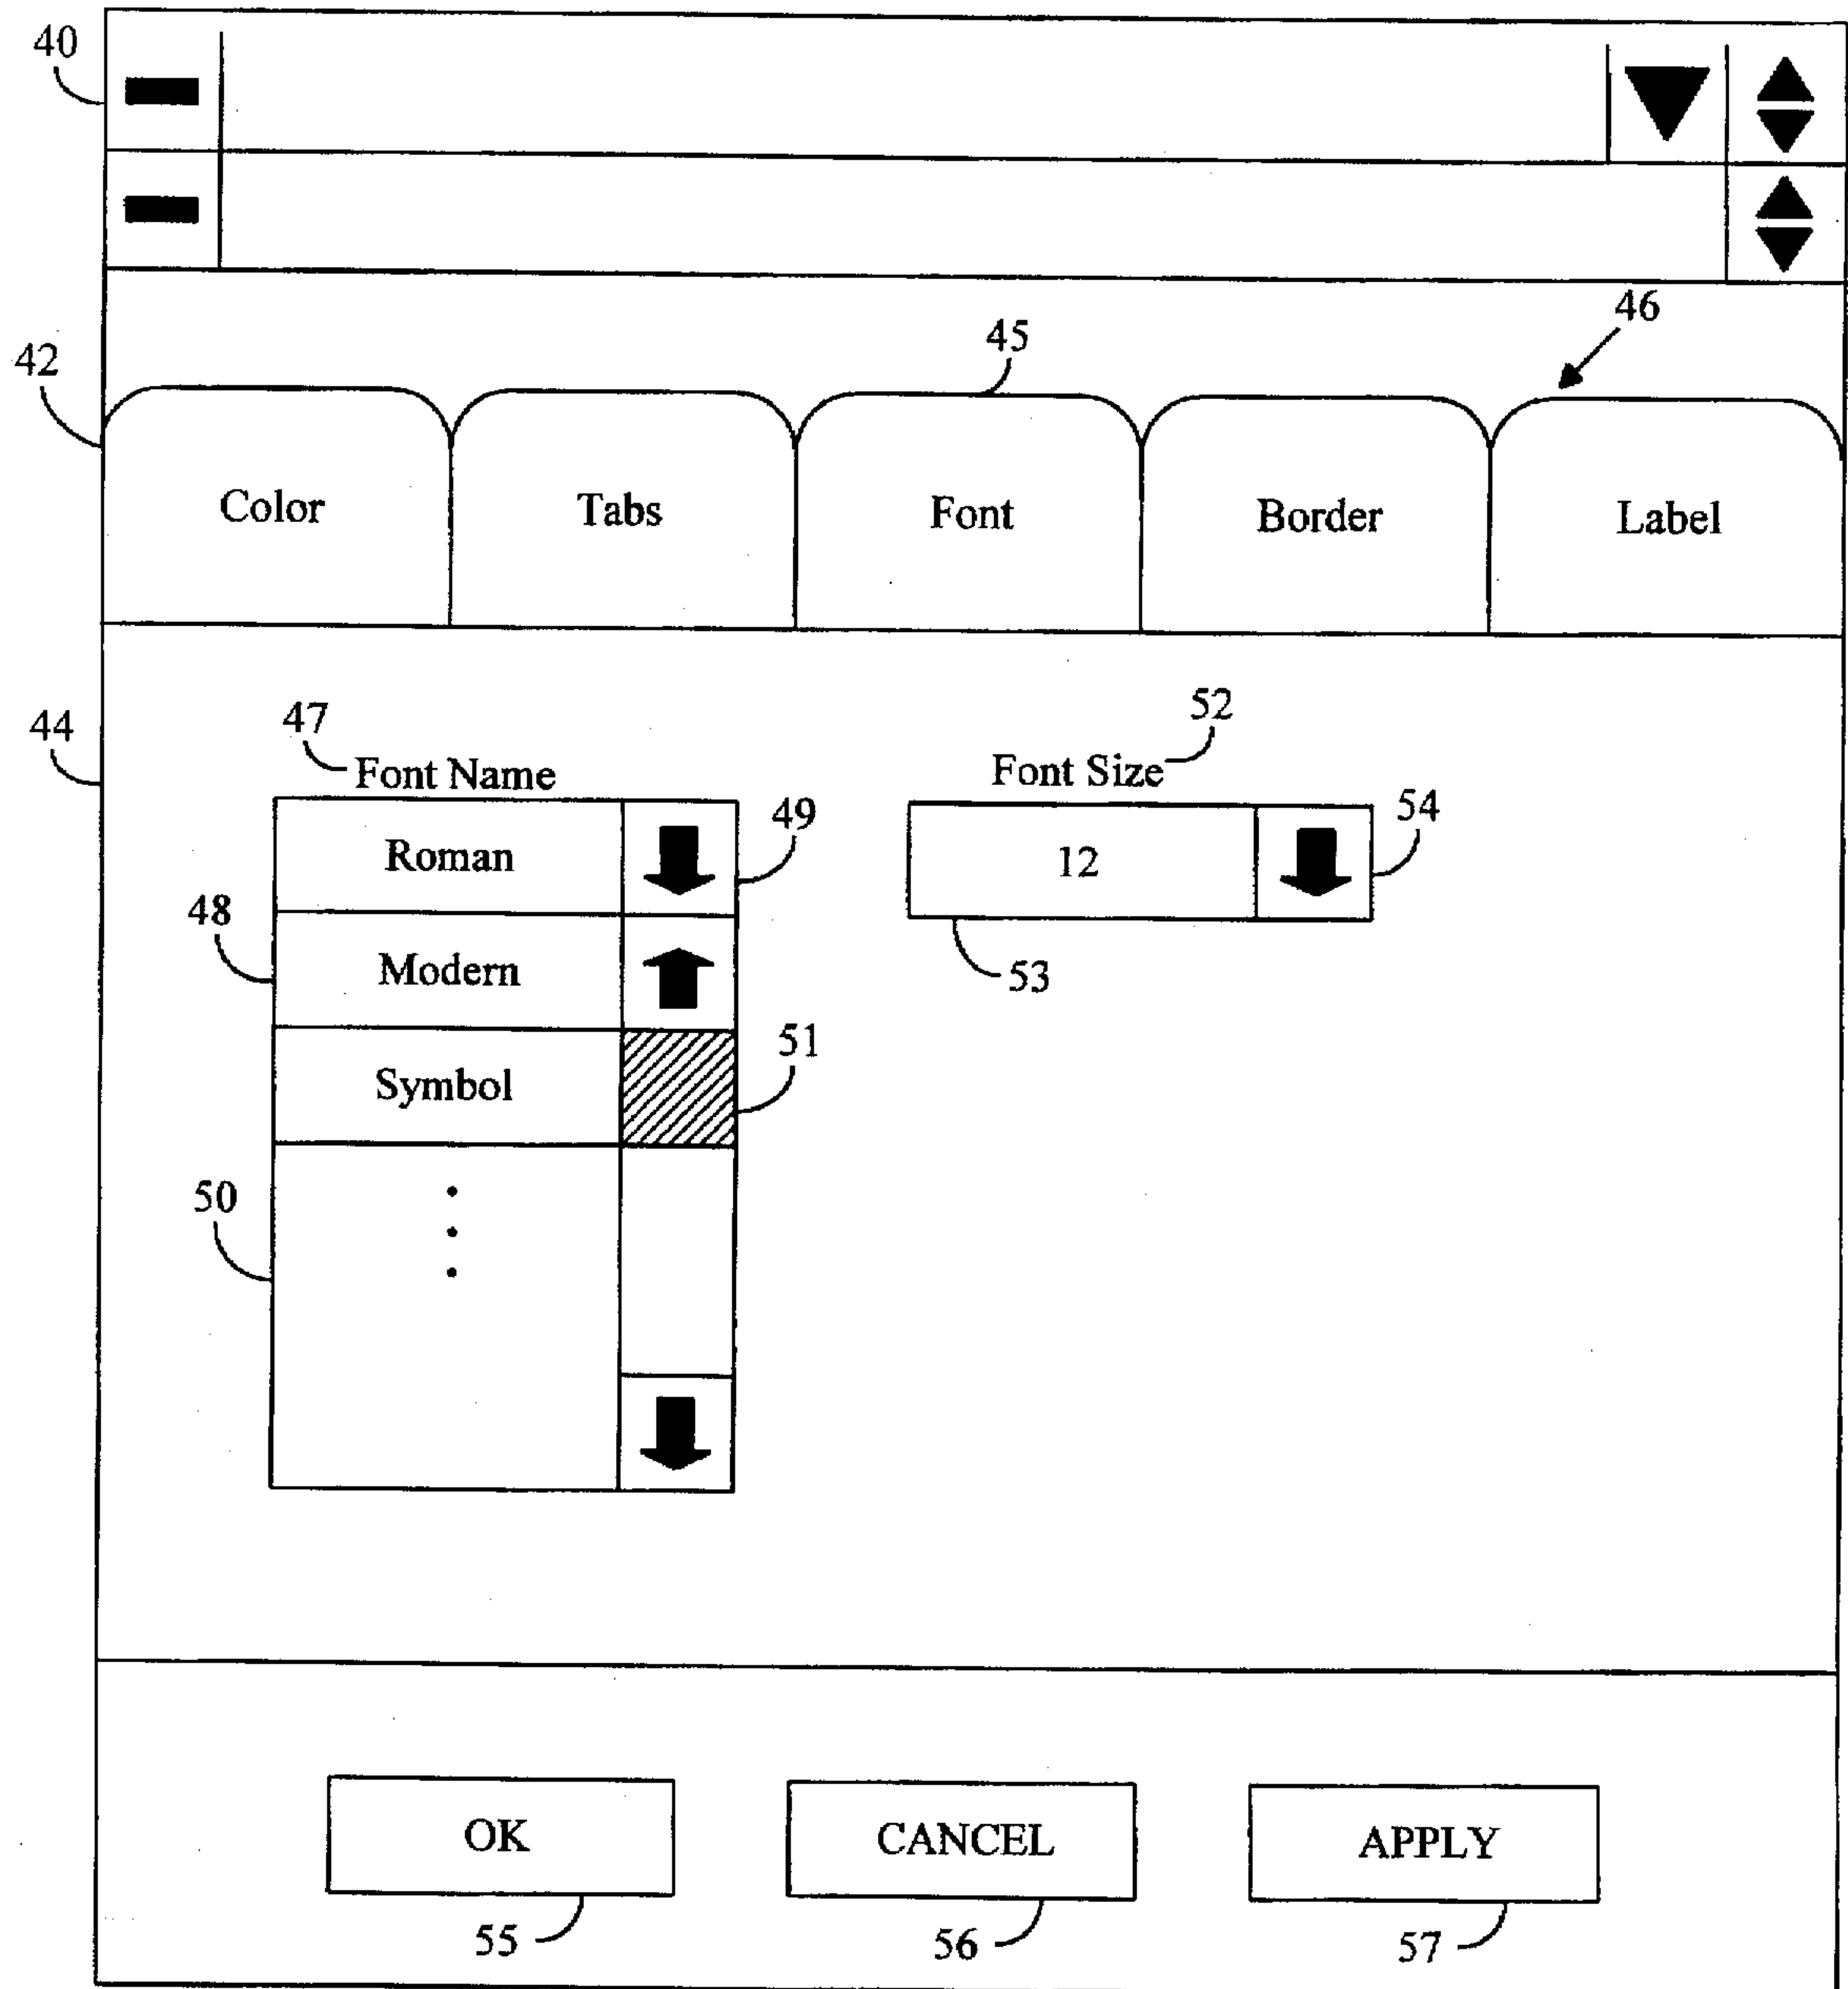 40
46
45
42
Color Tabs Font Border Label
44
47 52
Font Name Font Size
49 54
Roman 12
48
Modern 53
51
Symbol
50
OK CANCEL APPLY
55 56 57